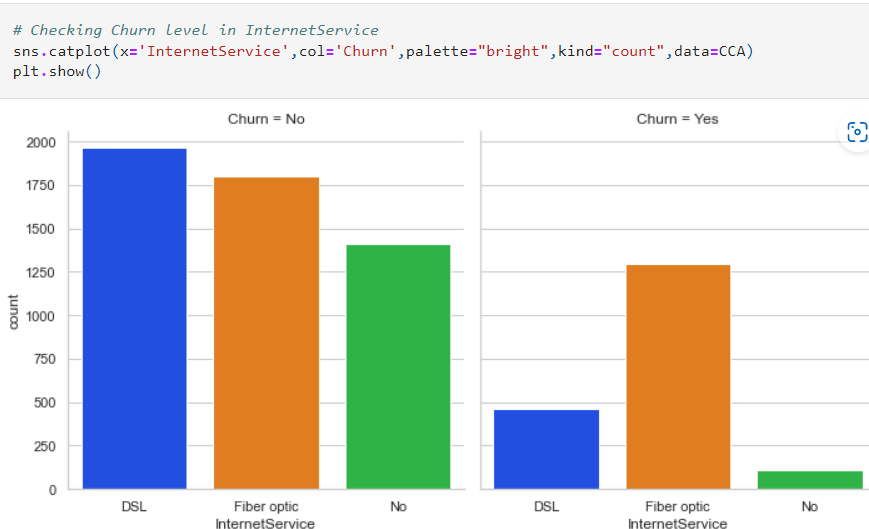 # Checking Churn level in InternetService
sns.catplot(x='InternetService',col='Churn',palette="bright",kind="count",data=CCA)
plt.show()
Churn = No
Churn = Yes
2000
1750
1500
1250
1000
750
500
250
0
count
DSL
Fiber optic
No
InternetService
DSL
Fiber optic
No
InternetService